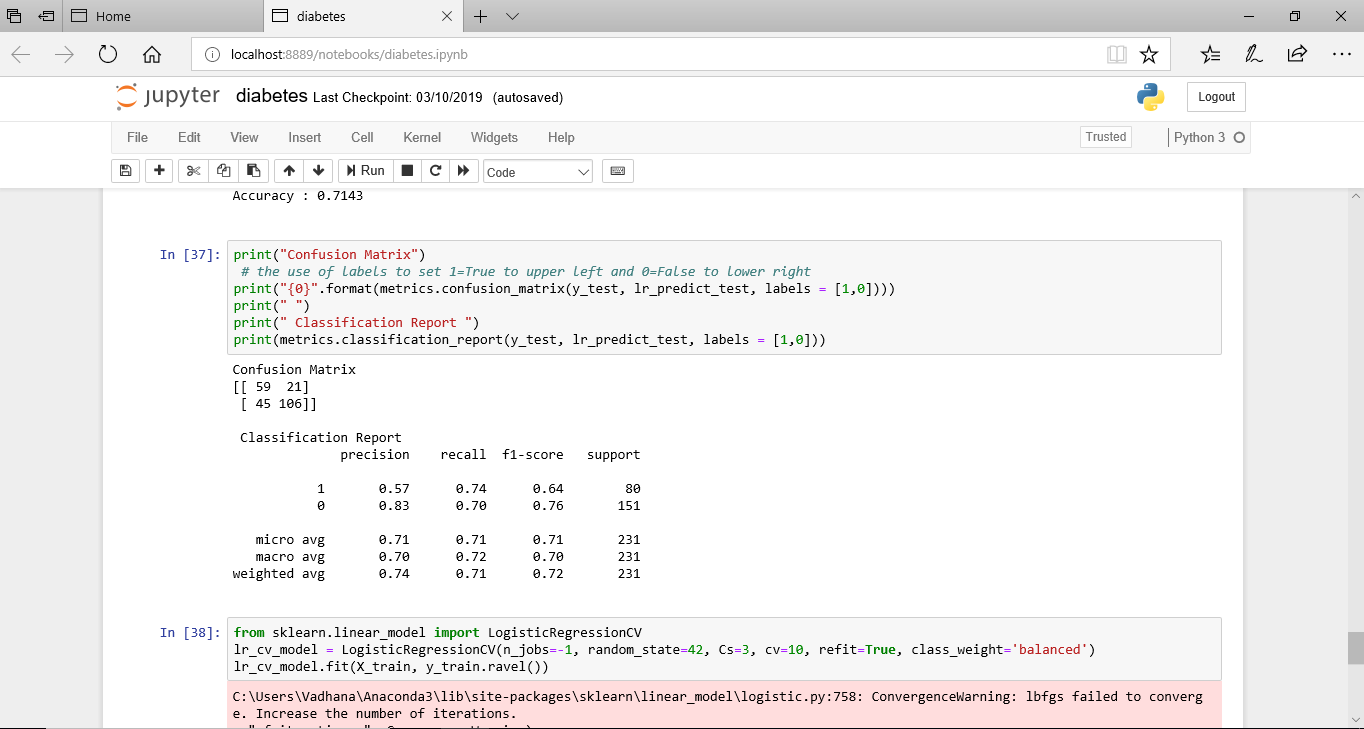 Home
diabetes
localhost:8889/notebooks/diabetes.ipynb
jupyter diabetes Last Checkpoint: 03/10/2019 (autosaved)
Logout
File Edit View Insert Cell Kernel Widgets Help
Trusted
Python 3
Run
Code
Accuracy : 0.7143
In [37]:
print("Confusion Matrix")
# the use of labels to set 1=True to upper left and 0=False to lower right
print("{0}".format(metrics.confusion_matrix(y_test, lr_predict_test, labels = [1,0])))
print(" ")
print(" Classification Report ")
print(metrics.classification_report(y_test, lr_predict_test, labels = [1,0]))
Confusion Matrix
[[ 59  21]
[ 45 106]]
Classification Report
precision recall f1-score support
1 0.57 0.74 0.64 80
0 0.83 0.70 0.76 151
micro avg 0.71 0.71 0.71 231
macro avg 0.70 0.72 0.70 231
weighted avg 0.74 0.71 0.72 231
In [38]:
from sklearn.linear_model import LogisticRegressionCV
lr_cv_model = LogisticRegressionCV(n_jobs=-1, random_state=42, Cs=3, cv=10, refit=True, class_weight='balanced')
lr_cv_model.fit(X_train, y_train.ravel())
C:\Users\Vadhana\Anaconda3\lib\site-packages\sklearn\linear_model\logistic.py:758: ConvergenceWarning: lbfgs failed to converg
e. Increase the number of iterations.